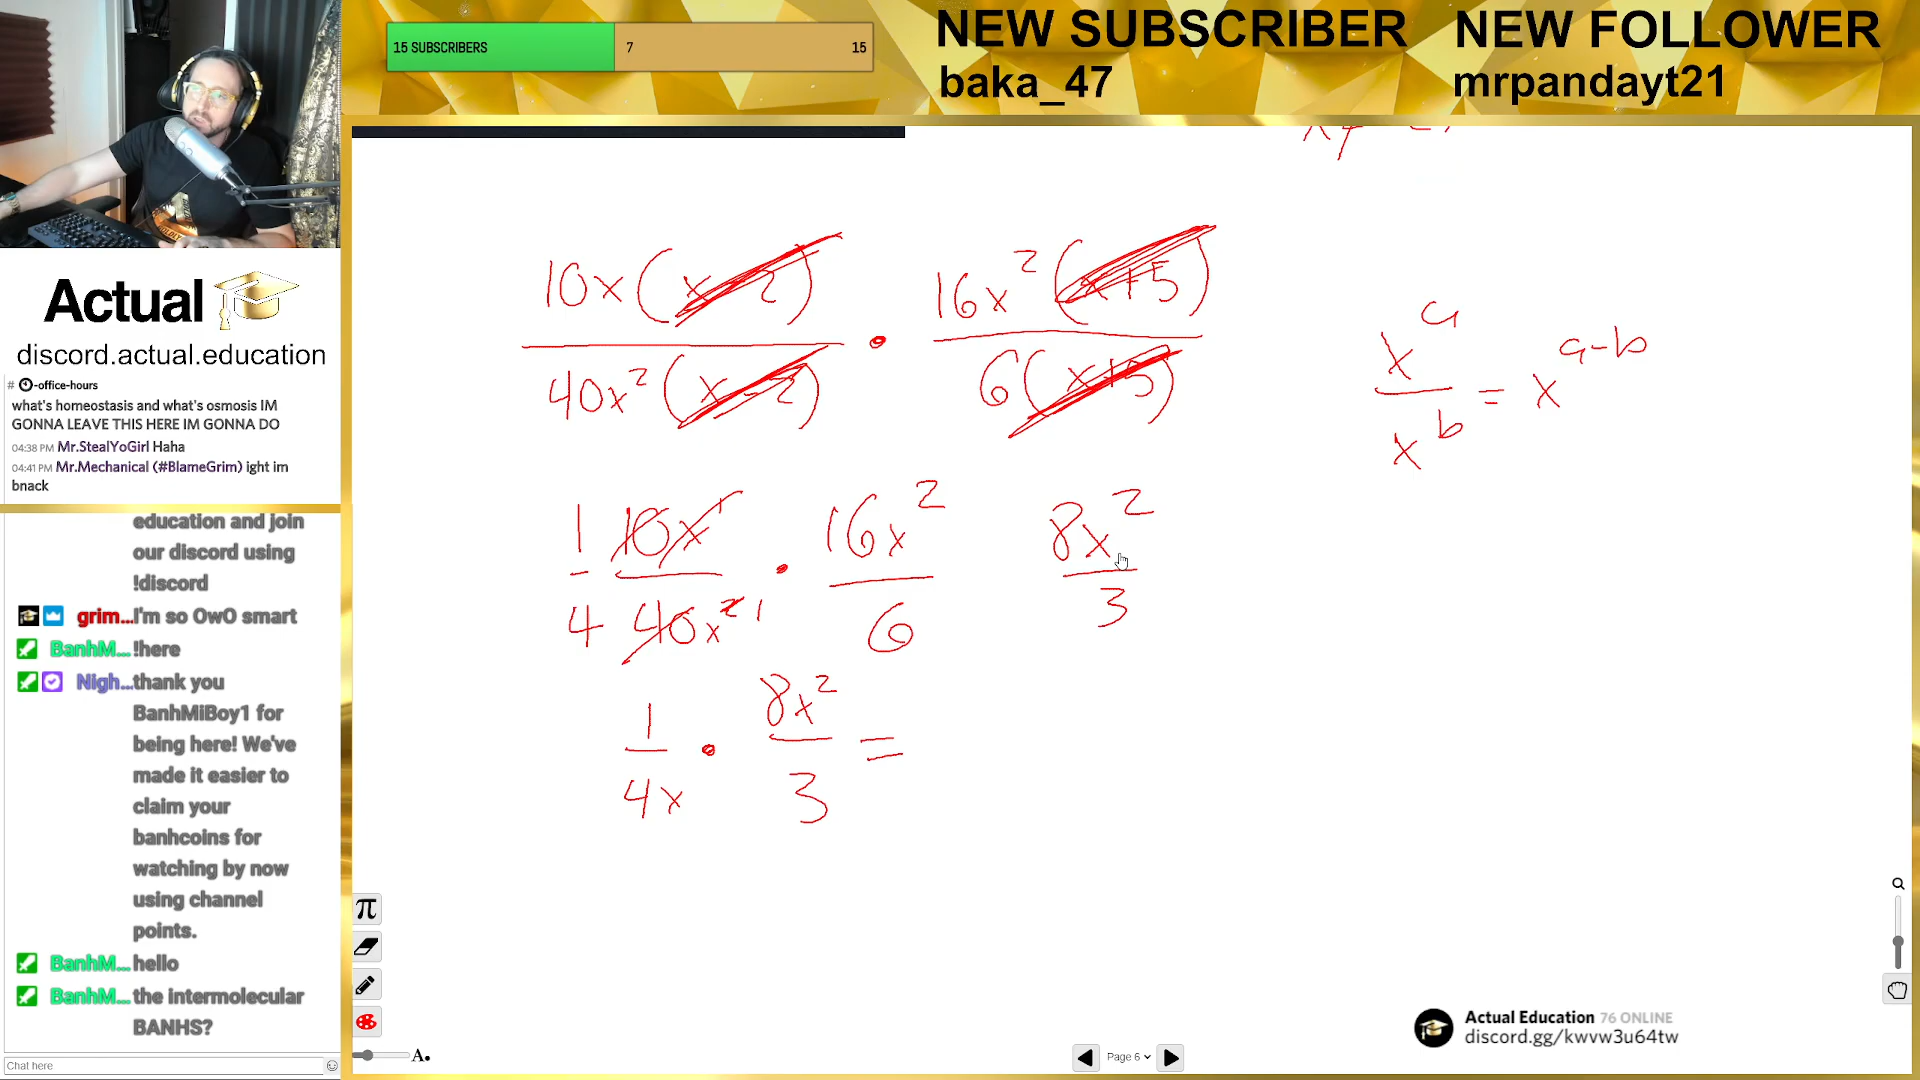 15 SUBSCRIBERS 7 15
NEW SUBSCRIBER
baka_47
NEW FOLLOWER
mrpandayt21
Actual
discord.actual.education
# -office-hours
what's homeostasis and what's osmosis IM
GONNA LEAVE THIS HERE IM GONNA DO
04:38 PM Mr.StealYoGirl Haha
04:41 PM Mr.Mechanical (#BlameGrim) ight im
bnack
education and join
our discord using
!discord
grim...I'm so OwO smart
BanhM... !here
Nigh...thank you
BanhMiBoy1 for
being here! We've
made it easier to
claim your
banhcoins for
watching by now
using channel
points.
BanhM... hello
BanhM... the intermolecular
BANHS?
Chat here
10x(x-2) 16x²(x+5)
•
40x²(x-2) 6(x+5)
x^a
= x^(a-b)
x^b
1 10x¹ 16x² 8x²
•
4 40x² 1 6 3
1 8x²
• =
4x 3
π
A•
Page 6
Actual Education 76 ONLINE
discord.gg/kwvw3u64tw